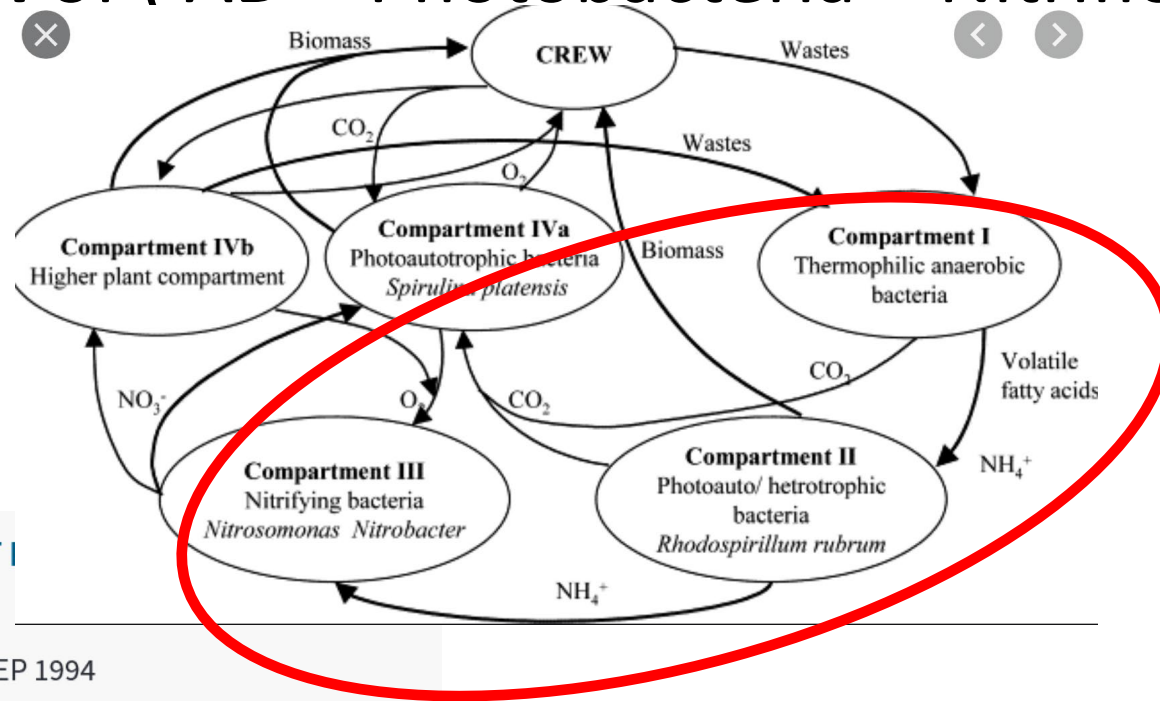 Biomass
CREW
Wastes
CO2
Wastes
O2
Compartment IVb
Higher plant compartment
Compartment IVa
Photoautotrophic bacteria
Spirulina platensis
Biomass
Compartment I
Thermophilic anaerobic
bacteria
NO3-
O2
CO2
CO2
Volatile
fatty acids
Compartment III
Nitrifying bacteria
Nitrosomonas Nitrobacter
Compartment II
Photoauto/ hetrotrophic
bacteria
Rhodospirillum rubrum
NH4+
NH4+
EP 1994